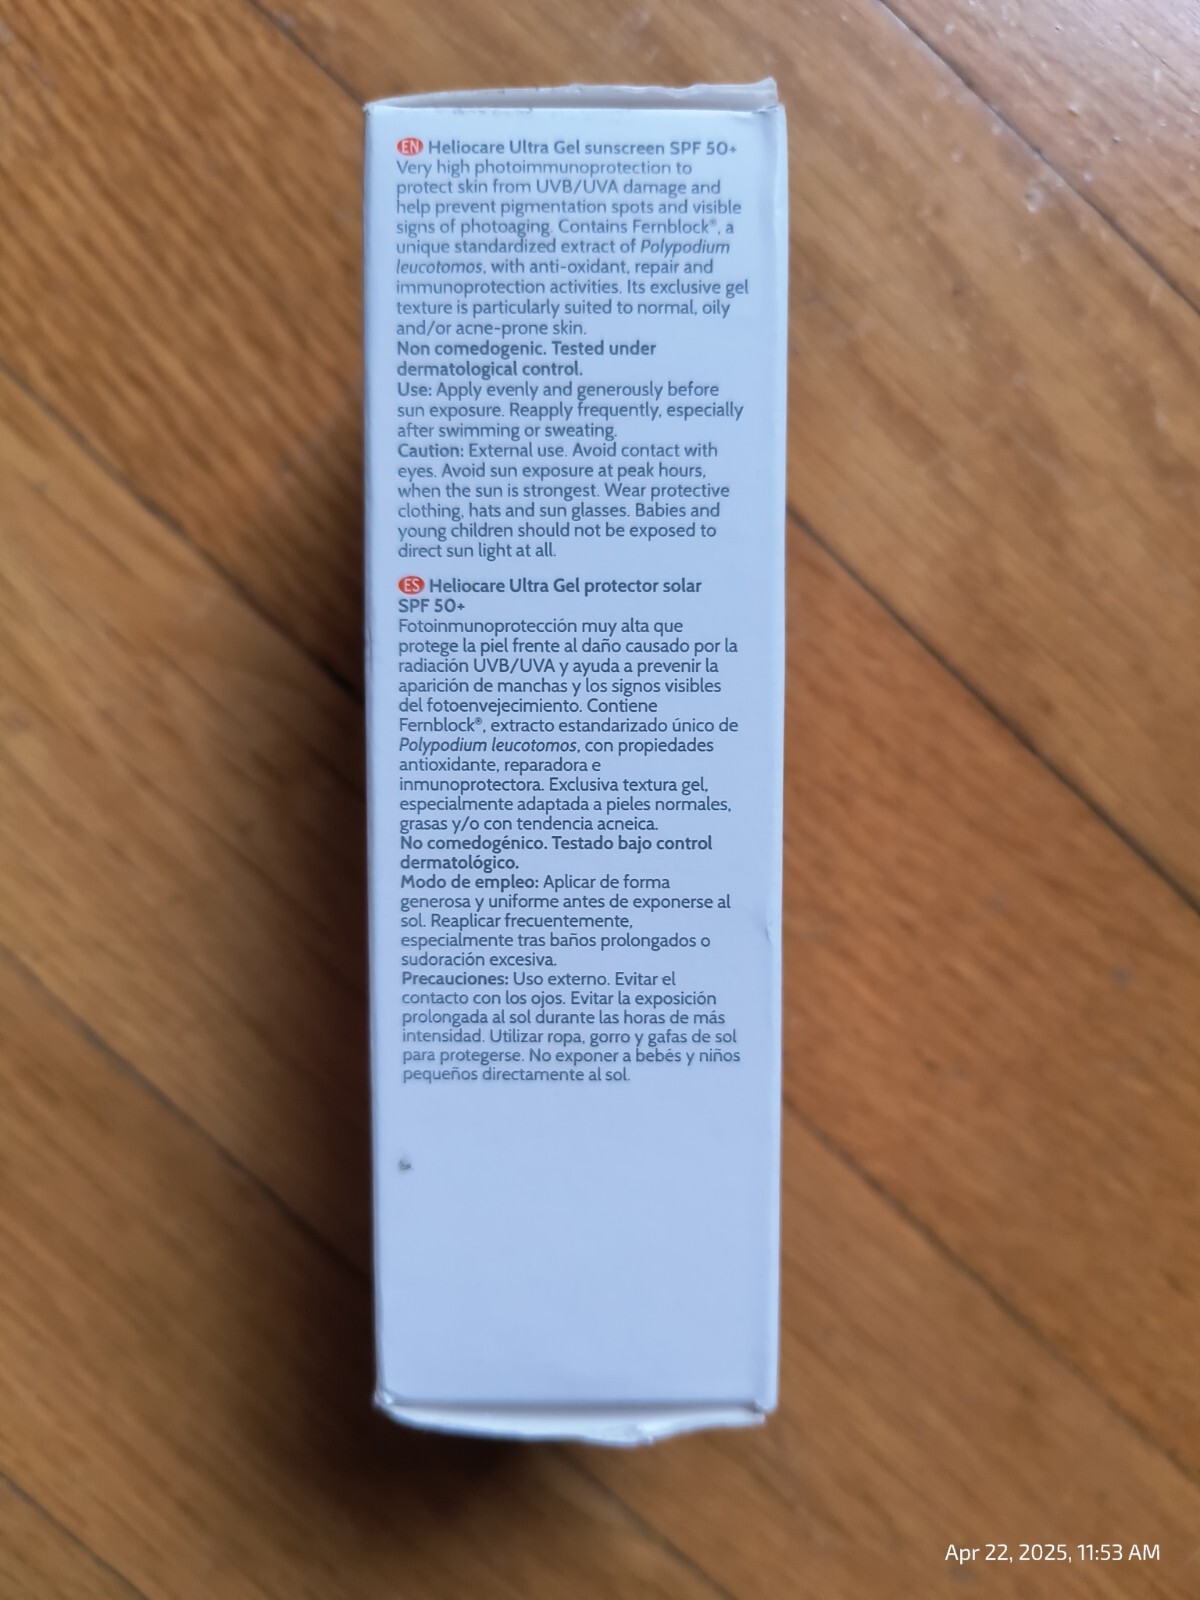 EN Heliocare Ultra Gel sunscreen SPF 50+
Very high photoimmunoprotection to
protect skin from UVB/UVA damage and
help prevent pigmentation spots and visible
signs of photoaging. Contains Fernblock®, a
unique standardized extract of Polypodium
leucotomos, with anti-oxidant, repair and
immunoprotection activities. Its exclusive gel
texture is particularly suited to normal, oily
and/or acne-prone skin.
Non comedogenic. Tested under
dermatological control.
Use: Apply evenly and generously before
sun exposure. Reapply frequently, especially
after swimming or sweating.
Caution: External use. Avoid contact with
eyes. Avoid sun exposure at peak hours,
when the sun is strongest. Wear protective
clothing, hats and sun glasses. Babies and
young children should not be exposed to
direct sun light at all.
ES Heliocare Ultra Gel protector solar
SPF 50+
Fotoinmunoprotección muy alta que
protege la piel frente al daño causado por la
radiación UVB/UVA y ayuda a prevenir la
aparición de manchas y los signos visibles
del fotoenvejecimiento. Contiene
Fernblock®, extracto estandarizado único de
Polypodium leucotomos, con propiedades
antioxidante, reparadora e
inmunoprotectora. Exclusiva textura gel,
especialmente adaptada a pieles normales,
grasas y/o con tendencia acneica.
No comedogénico. Testado bajo control
dermatológico.
Modo de empleo: Aplicar de forma
generosa y uniforme antes de exponerse al
sol. Reaplicar frecuentemente,
especialmente tras baños prolongados o
sudoración excesiva.
Precauciones: Uso externo. Evitar el
contacto con los ojos. Evitar la exposición
prolongada al sol durante las horas de más
intensidad. Utilizar ropa, gorro y gafas de sol
para protegerse. No exponer a bebés y niños
pequeños directamente al sol.
Apr 22, 2025, 11:53 AM